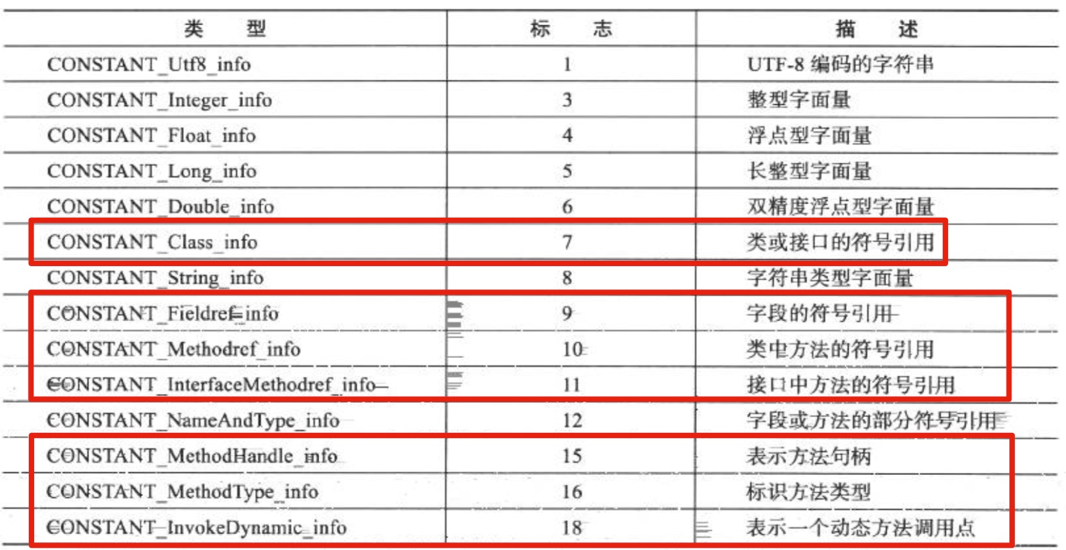 类 型 标 志 描 述
CONSTANT_Utf8_info 1 UTF-8 编码的字符串
CONSTANT_Integer_info 3 整型字面量
CONSTANT_Float_info 4 浮点型字面量
CONSTANT_Long_info 5 长整型字面量
CONSTANT_Double_info 6 双精度浮点型字面量
CONSTANT_Class_info 7 类或接口的符号引用
CONSTANT_String_info 8 字符串类型字面量
CONSTANT_Fieldref_info 9 字段的符号引用
CONSTANT_Methodref_info 10 类中方法的符号引用
CONSTANT_InterfaceMethodref_info 11 接口中方法的符号引用
CONSTANT_NameAndType_info 12 字段或方法的部分符号引用
CONSTANT_MethodHandle_info 15 表示方法句柄
CONSTANT_MethodType_info 16 标识方法类型
CONSTANT_InvokeDynamic_info 18 表示一个动态方法调用点